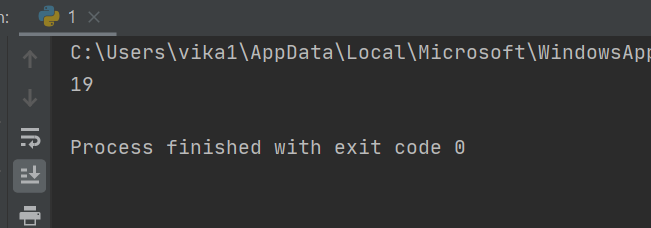 n: 1
C:\Users\vika1\AppData\Local\Microsoft\WindowsApp
19
Process finished with exit code 0